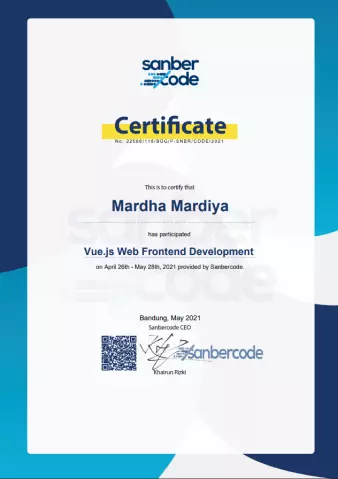 sanber
code
Certificate
No. 22566/116/BDG/P-SNBR/CODE/2021
This is to certify that
Mardha Mardiya
has participated
Vue.js Web Frontend Development
on April 26th - May 28th, 2021 provided by Sanbercode.
Bandung, May 2021
Sanbercode CEO
sanbercode
Khairun Rizki